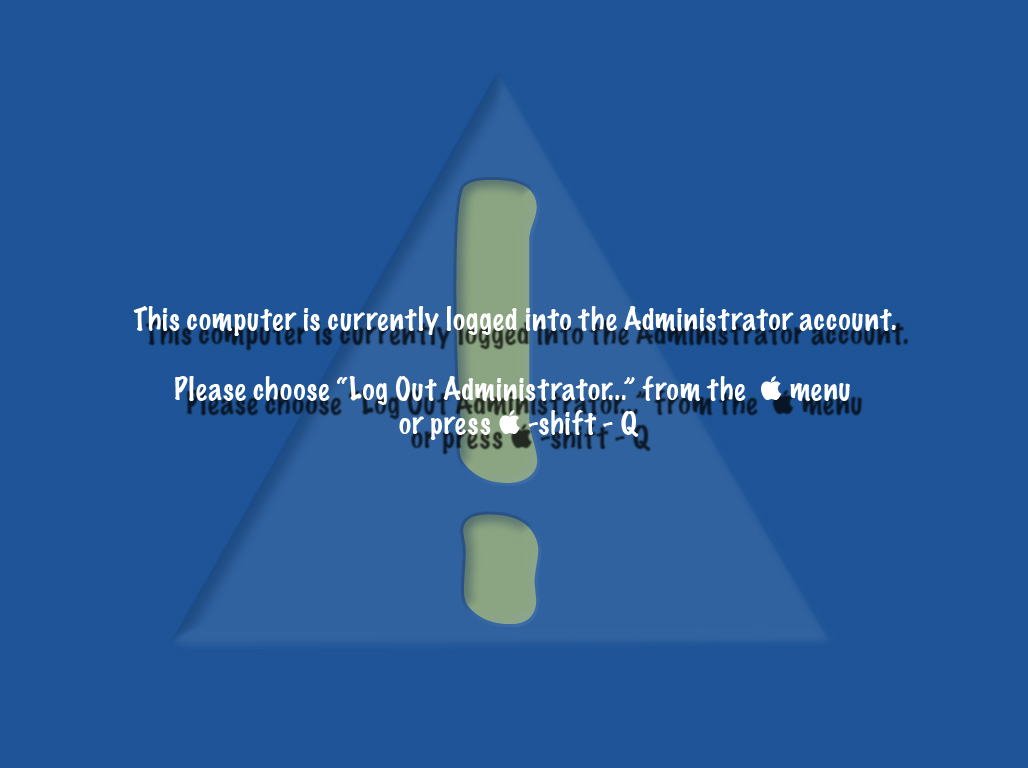 This computer is currently logged into the Administrator account.
Please choose “Log Out Administrator...” from the  menu
or press -shift - Q